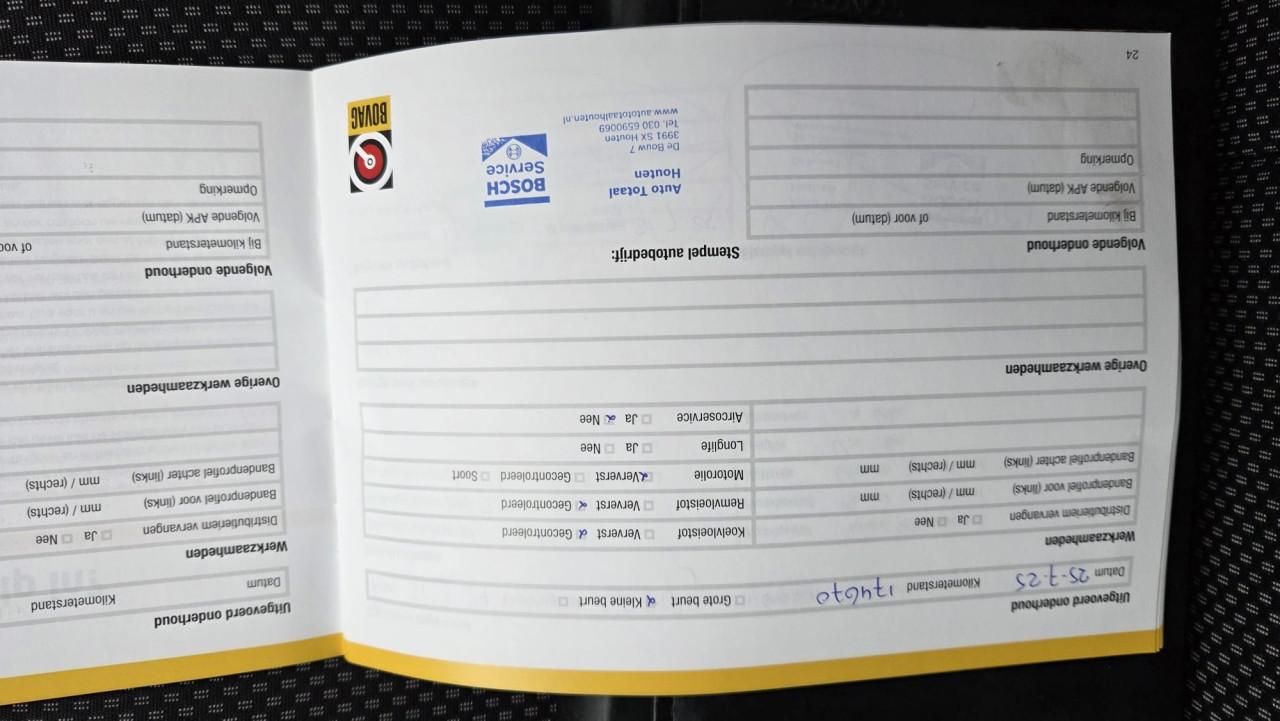 Uitgevoerd onderhoud
Datum 25-7-25 Kilometerstand 174670
Grote beurt Kleine beurt
Werkzaamheden
Distributieriem vervangen Ja Nee
Bandenprofiel voor (links) mm / (rechts) mm
Bandenprofiel achter (links) mm / (rechts) mm
Koelvloeistof Ververst Gecontroleerd
Remvloeistof Ververst Gecontroleerd
Motorolie Ververst Gecontroleerd Soort
Longlife Ja Nee
Aircoservice Ja Nee
Overige werkzaamheden
Volgende onderhoud
Bij kilometerstand of voor (datum)
Volgende APK (datum)
Opmerking
Stempel autobedrijf:
Auto Totaal
Houten
De Bouw 7
3991 SX Houten
Tel. 030 6590069
www.autototaalhouten.nl
BOSCH
Service
BOVAG
24
Uitgevoerd onderhoud
Datum Kilometerstand
Werkzaamheden
Distributieriem vervangen Ja Nee
Bandenprofiel voor (links) mm / (rechts)
Bandenprofiel achter (links) mm / (rechts)
Overige werkzaamheden
Volgende onderhoud
Bij kilometerstand of voo
Volgende APK (datum)
Opmerking